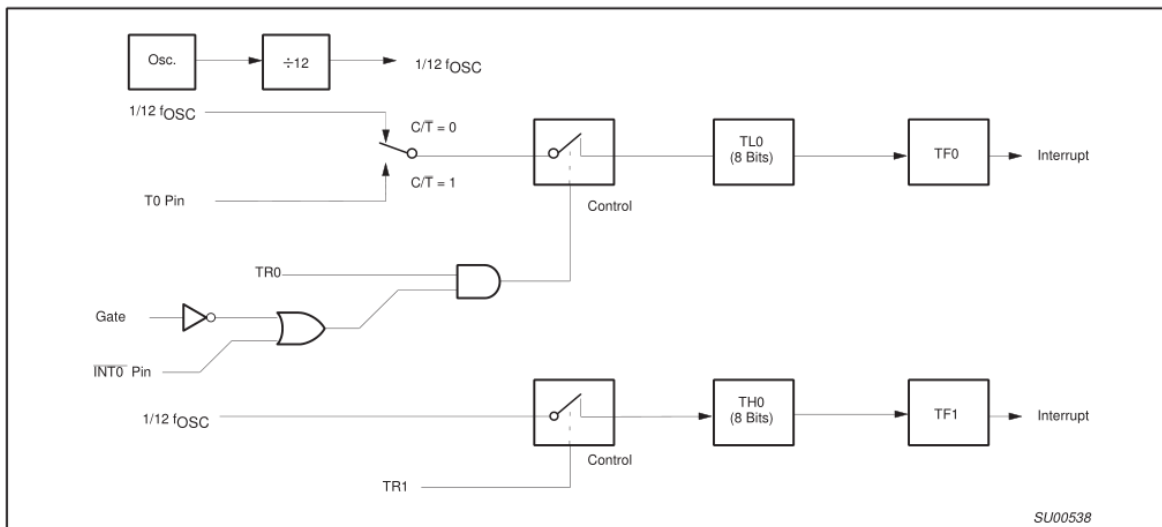 Osc.
÷12
1/12 fOSC
1/12 fOSC
C/T̅ = 0
C/T̅ = 1
T0 Pin
TL0
(8 Bits)
TF0
Interrupt
Control
TR0
Gate
I̅N̅T̅0̅ Pin
1/12 fOSC
TH0
(8 Bits)
TF1
Interrupt
Control
TR1
SU00538